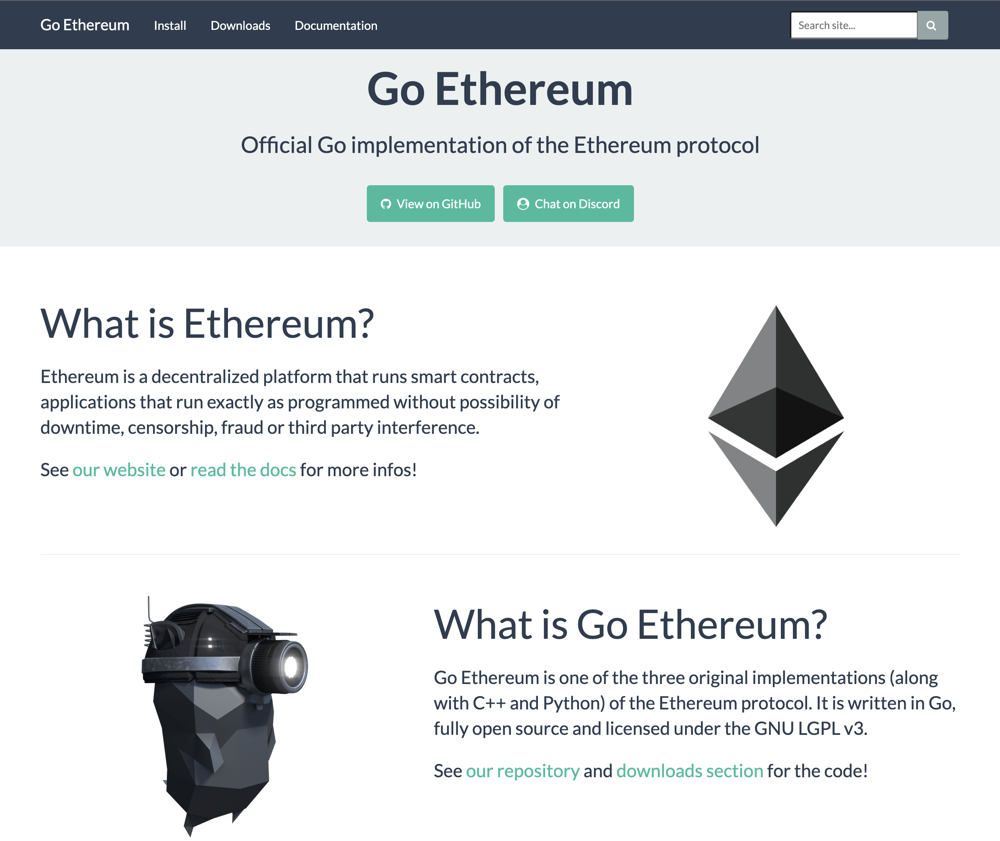 Go Ethereum
Install
Downloads
Documentation
Search site...
Go Ethereum
Official Go implementation of the Ethereum protocol
View on GitHub
Chat on Discord
What is Ethereum?
Ethereum is a decentralized platform that runs smart contracts,
applications that run exactly as programmed without possibility of
downtime, censorship, fraud or third party interference.
See our website or read the docs for more infos!
What is Go Ethereum?
Go Ethereum is one of the three original implementations (along
with C++ and Python) of the Ethereum protocol. It is written in Go,
fully open source and licensed under the GNU LGPL v3.
See our repository and downloads section for the code!